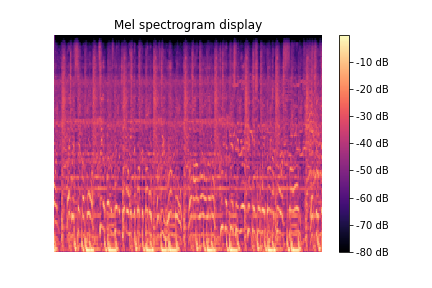 Mel spectrogram display
-10 dB
-20 dB
-30 dB
-40 dB
-50 dB
-60 dB
-70 dB
-80 dB